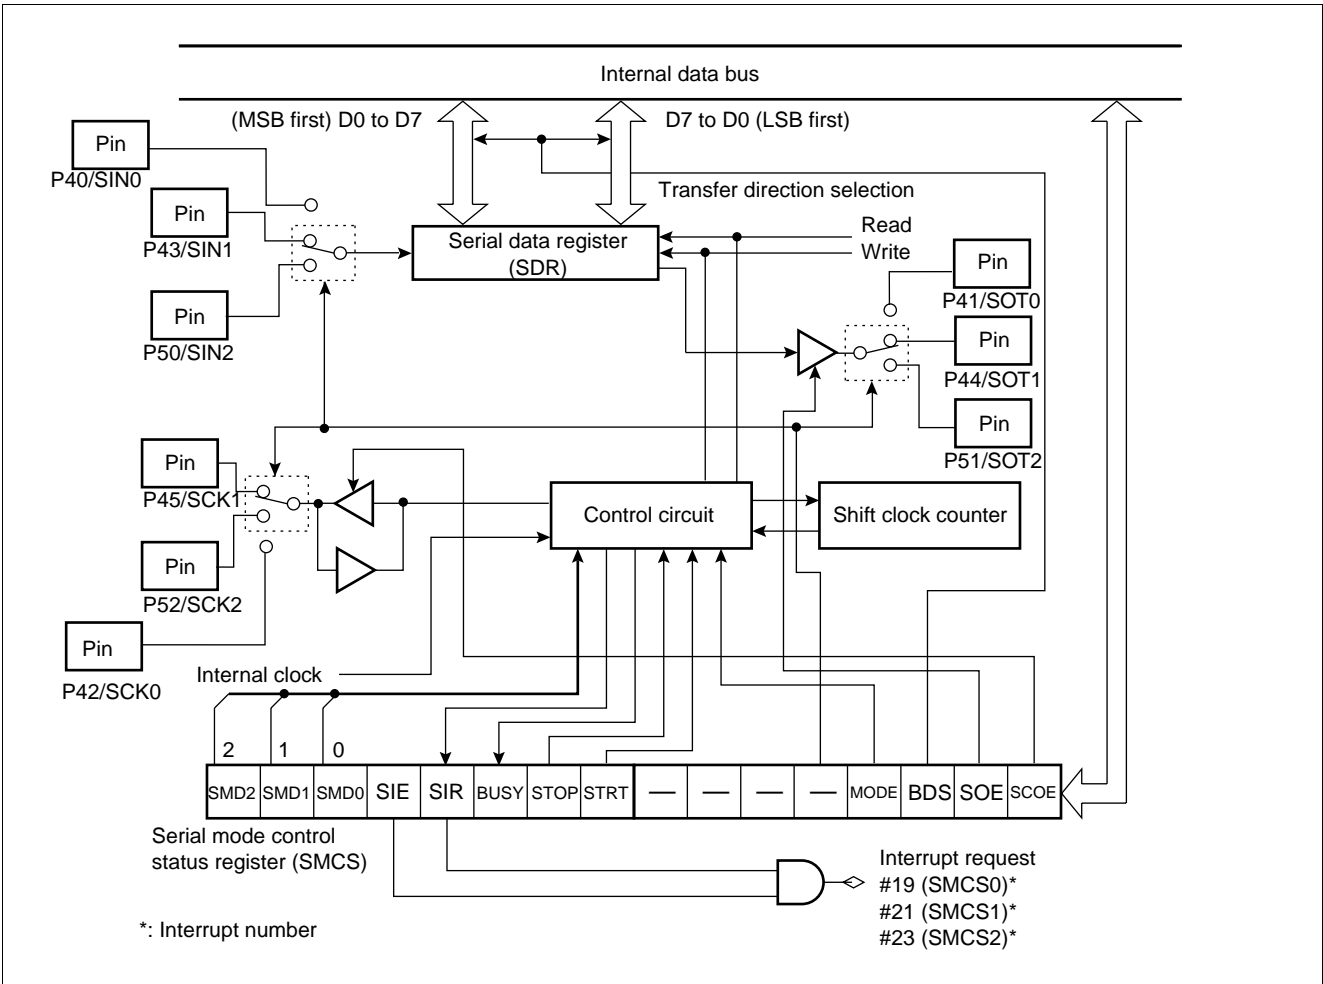 Internal data bus
(MSB first) D0 to D7
D7 to D0 (LSB first)
Pin
P40/SIN0
Transfer direction selection
Pin
P43/SIN1
Serial data register
(SDR)
Read
Write
Pin
P41/SOT0
Pin
P50/SIN2
Pin
P44/SOT1
Pin
P51/SOT2
Pin
P45/SCK1
Control circuit
Shift clock counter
Pin
P52/SCK2
Pin
P42/SCK0
Internal clock
2 1 0
SMD2 SMD1 SMD0 SIE SIR BUSY STOP STRT — — — — MODE BDS SOE SCOE
Serial mode control
status register (SMCS)
Interrupt request
#19 (SMCS0)*
#21 (SMCS1)*
#23 (SMCS2)*
*: Interrupt number